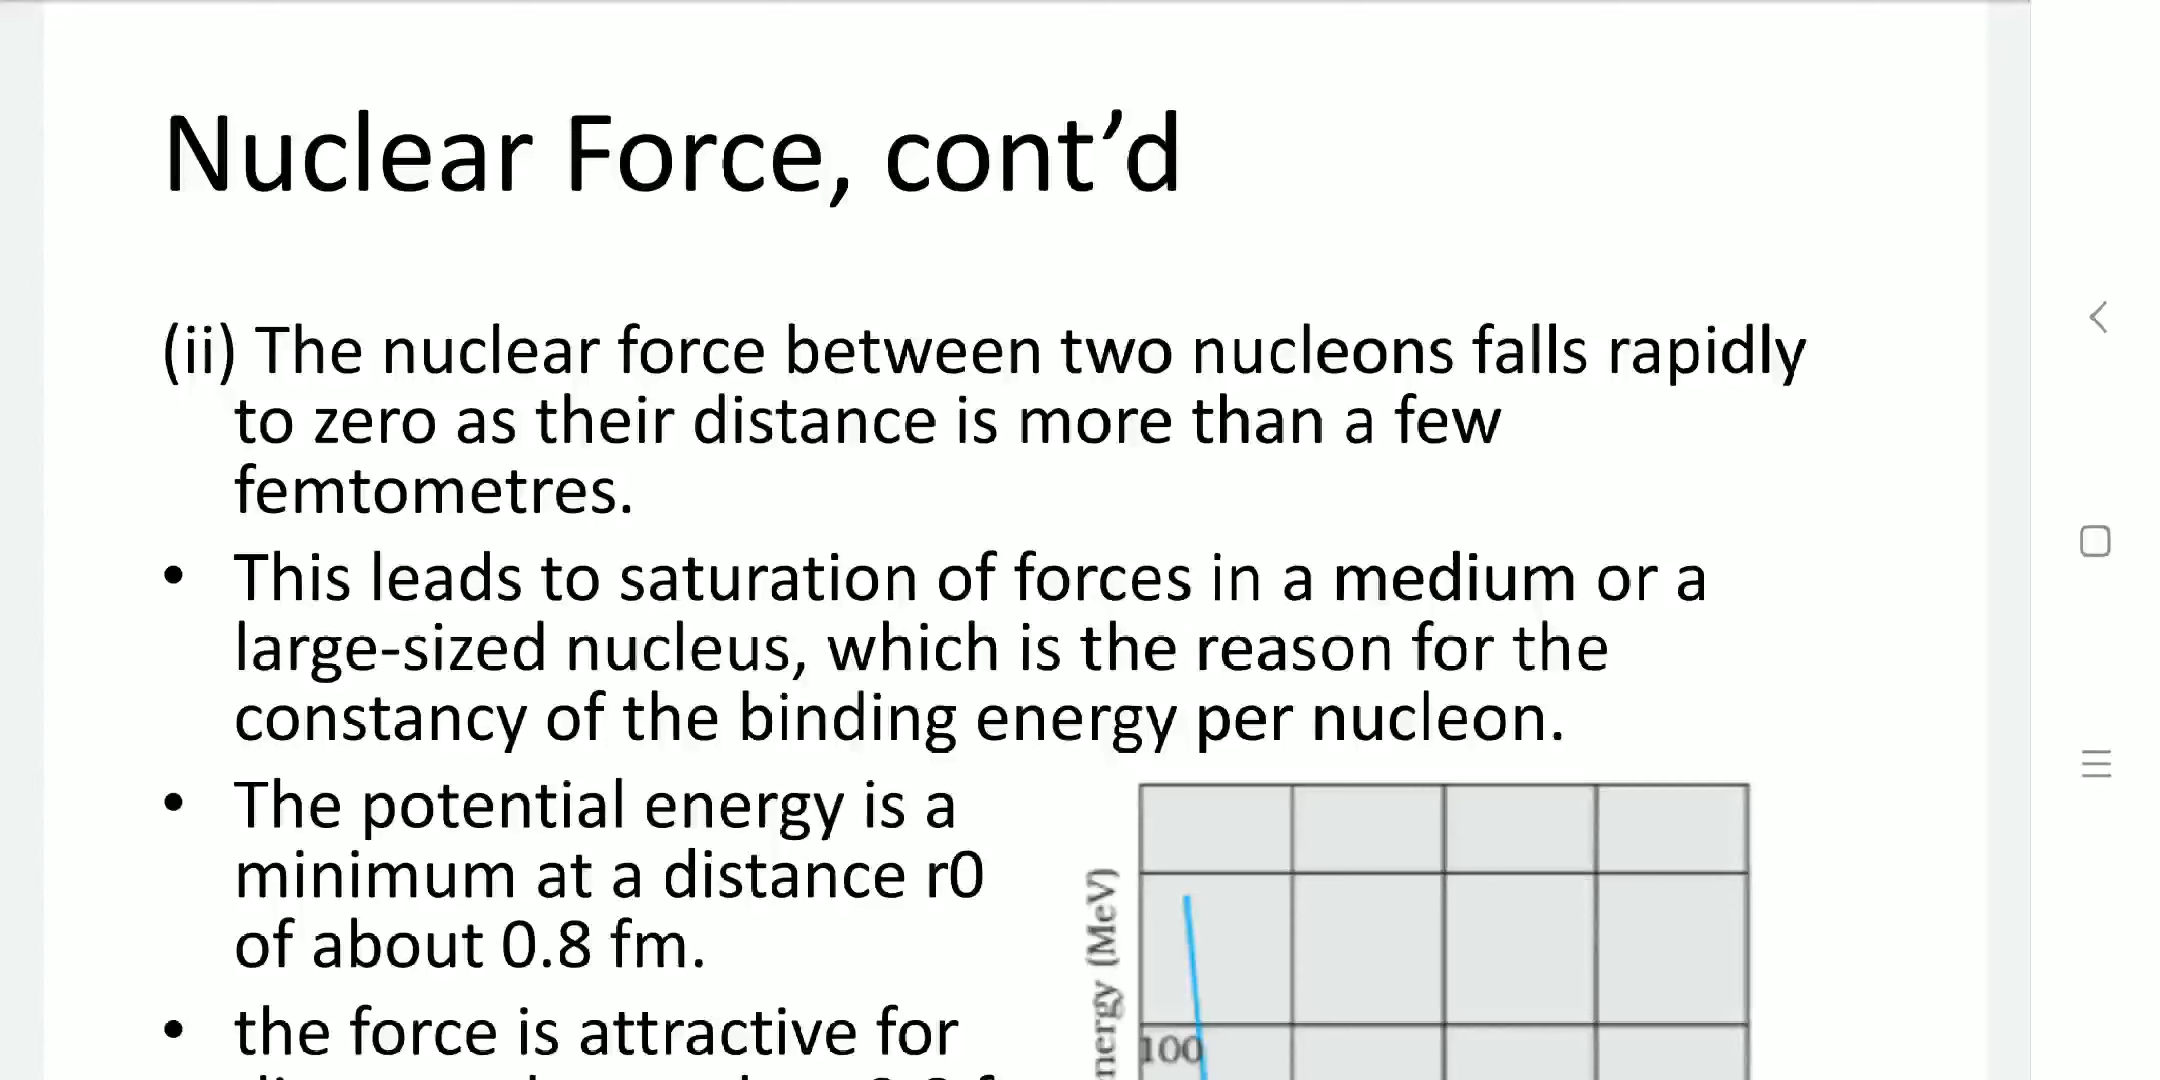 Nuclear Force, cont’d
(ii) The nuclear force between two nucleons falls rapidly
to zero as their distance is more than a few
femtometres.
• This leads to saturation of forces in a medium or a
large-sized nucleus, which is the reason for the
constancy of the binding energy per nucleon.
• The potential energy is a
minimum at a distance r0
of about 0.8 fm.
• the force is attractive for
(MeV)
100